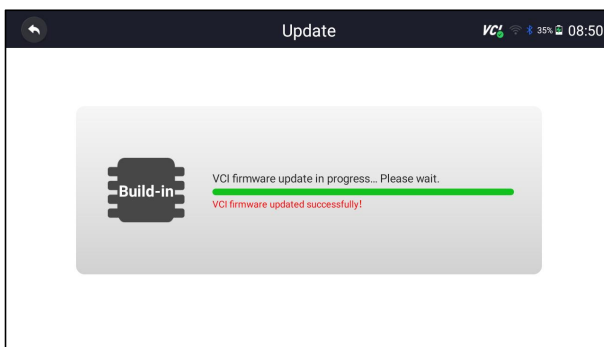 Update
VCI 35% 08:50
Build-in
VCI firmware update in progress... Please wait.
VCI firmware updated successfully!